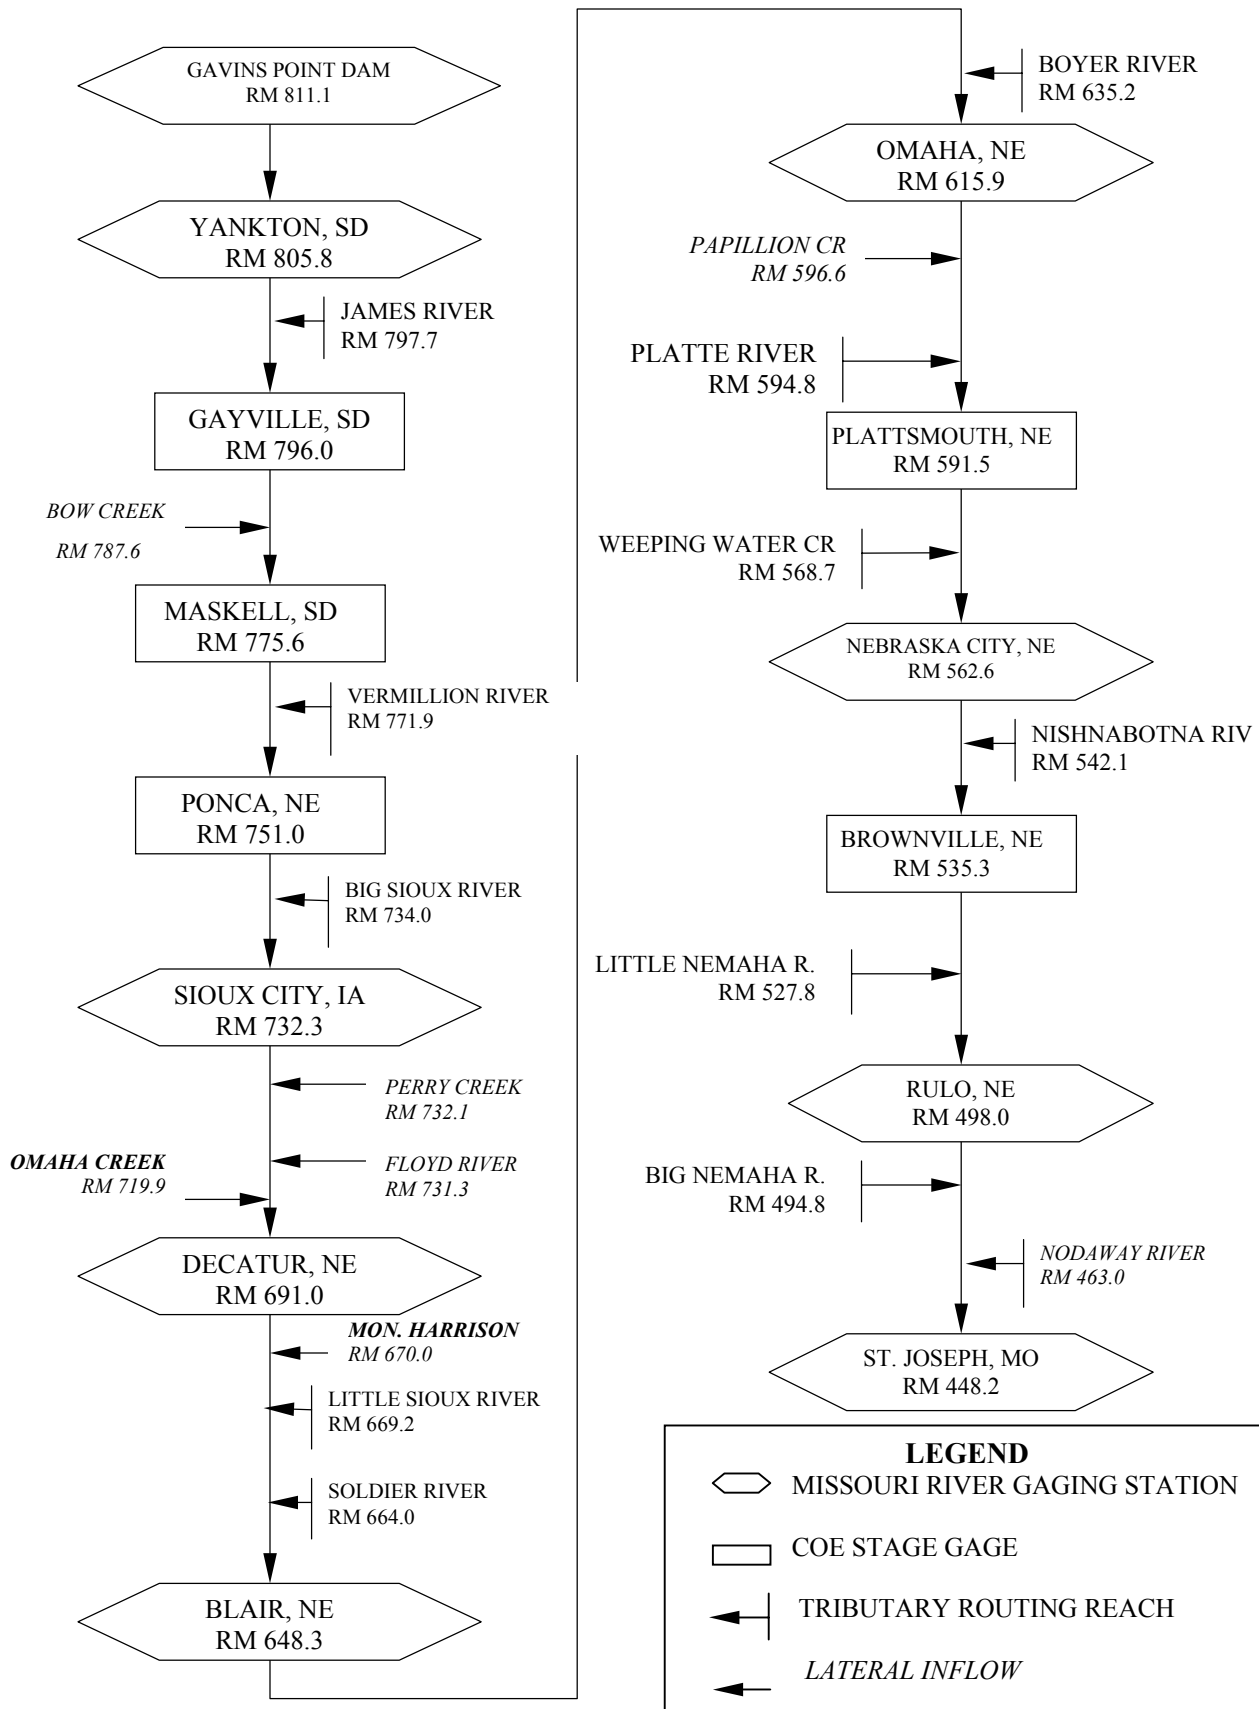 GAVINS POINT DAM
RM 811.1
YANKTON, SD
RM 805.8
JAMES RIVER
RM 797.7
GAYVILLE, SD
RM 796.0
BOW CREEK
RM 787.6
MASKELL, SD
RM 775.6
VERMILLION RIVER
RM 771.9
PONCA, NE
RM 751.0
BIG SIOUX RIVER
RM 734.0
SIOUX CITY, IA
RM 732.3
PERRY CREEK
RM 732.1
FLOYD RIVER
RM 731.3
OMAHA CREEK
RM 719.9
DECATUR, NE
RM 691.0
MON. HARRISON
RM 670.0
LITTLE SIOUX RIVER
RM 669.2
SOLDIER RIVER
RM 664.0
BLAIR, NE
RM 648.3
BOYER RIVER
RM 635.2
OMAHA, NE
RM 615.9
PAPILLION CR
RM 596.6
PLATTE RIVER
RM 594.8
PLATTSMOUTH, NE
RM 591.5
WEEPING WATER CR
RM 568.7
NEBRASKA CITY, NE
RM 562.6
NISHNABOTNA RIV
RM 542.1
BROWNVILLE, NE
RM 535.3
LITTLE NEMAHA R.
RM 527.8
RULO, NE
RM 498.0
BIG NEMAHA R.
RM 494.8
NODAWAY RIVER
RM 463.0
ST. JOSEPH, MO
RM 448.2
LEGEND
MISSOURI RIVER GAGING STATION
COE STAGE GAGE
TRIBUTARY ROUTING REACH
LATERAL INFLOW